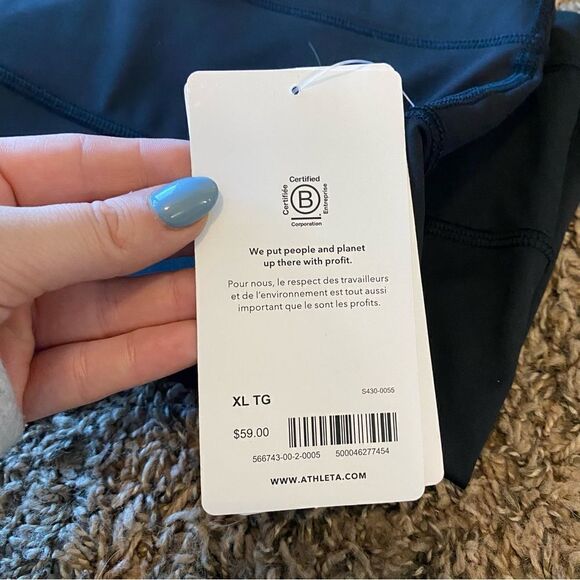 Certified
Certifiée
B
Entreprise
Corporation
We put people and planet
up there with profit.
Pour nous, le respect des travailleurs
et de l'environnement est tout aussi
important que le sont les profits.
S430-0055
XL TG
$59.00
566743-00-2-0005 500046277454
WWW.ATHLETA.COM